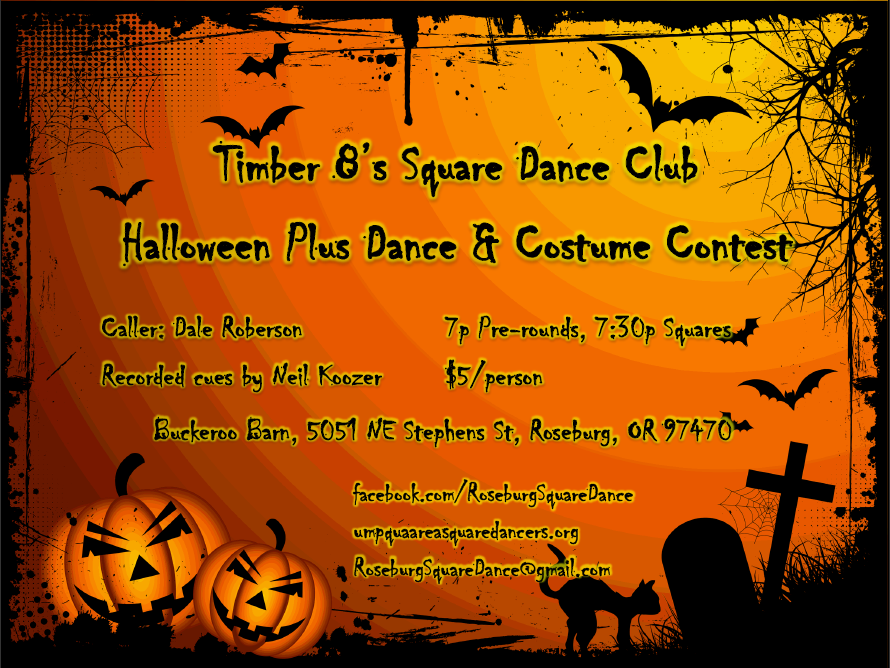 Timber 8's Square Dance Club
Halloween Plus Dance & Costume Contest
Caller: Dale Roberson 7p Pre-rounds, 7:30p Squares
Recorded cues by Neil Koozer $5/person
Buckeroo Barn, 5051 NE Stephens St, Roseburg, OR 97470
facebook.com/RoseburgSquareDance
umpquaareasquaredancers.org
RoseburgSquareDance@gmail.com